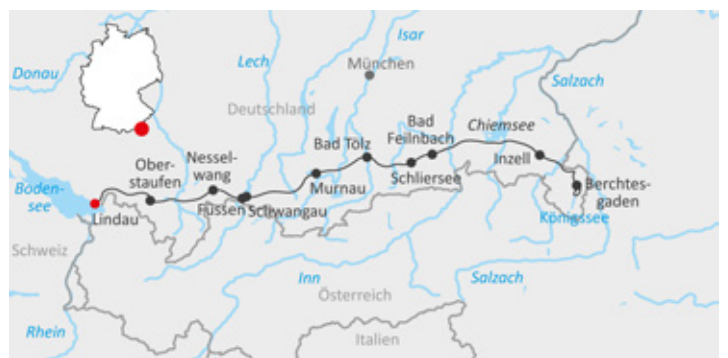 Isar
Lech
Donau
München
Salzach
Deutschland
Bad
Feilnbach
Chiemsee
Bad Tölz
Nessel-
wang
Ober-
staufen
Inzell
Schliersee
Murnau
Berchtes-
gaden
Boden-
see
Lindau
Füssen
Schwangau
Königssee
Schweiz
Inn
Salzach
Österreich
Rhein
Italien